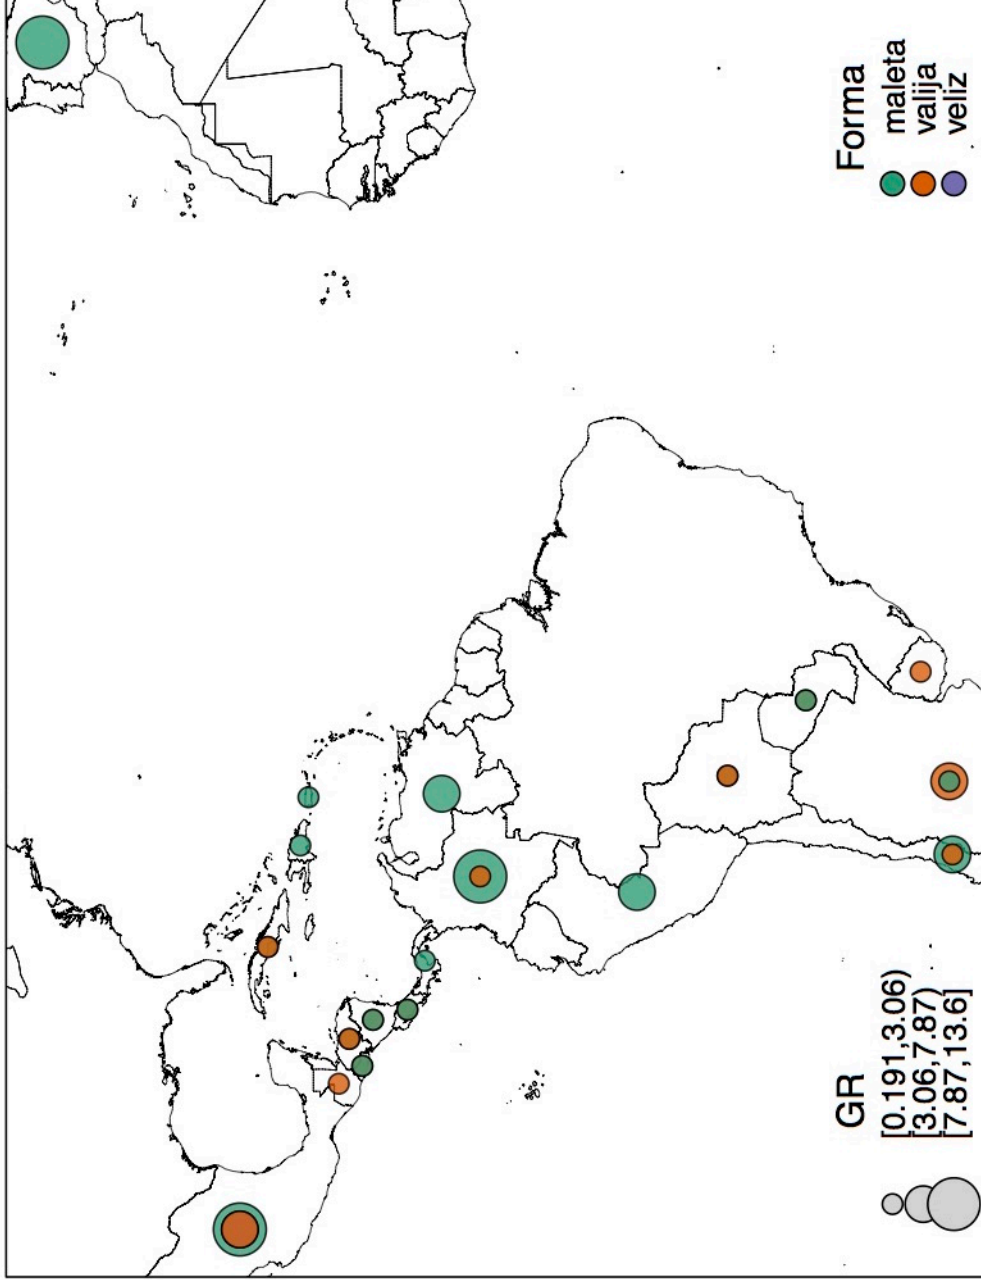 GR
[0.191,3.06)
[3.06,7.87)
[7.87,13.6]
Forma
maleta
valija
veliz